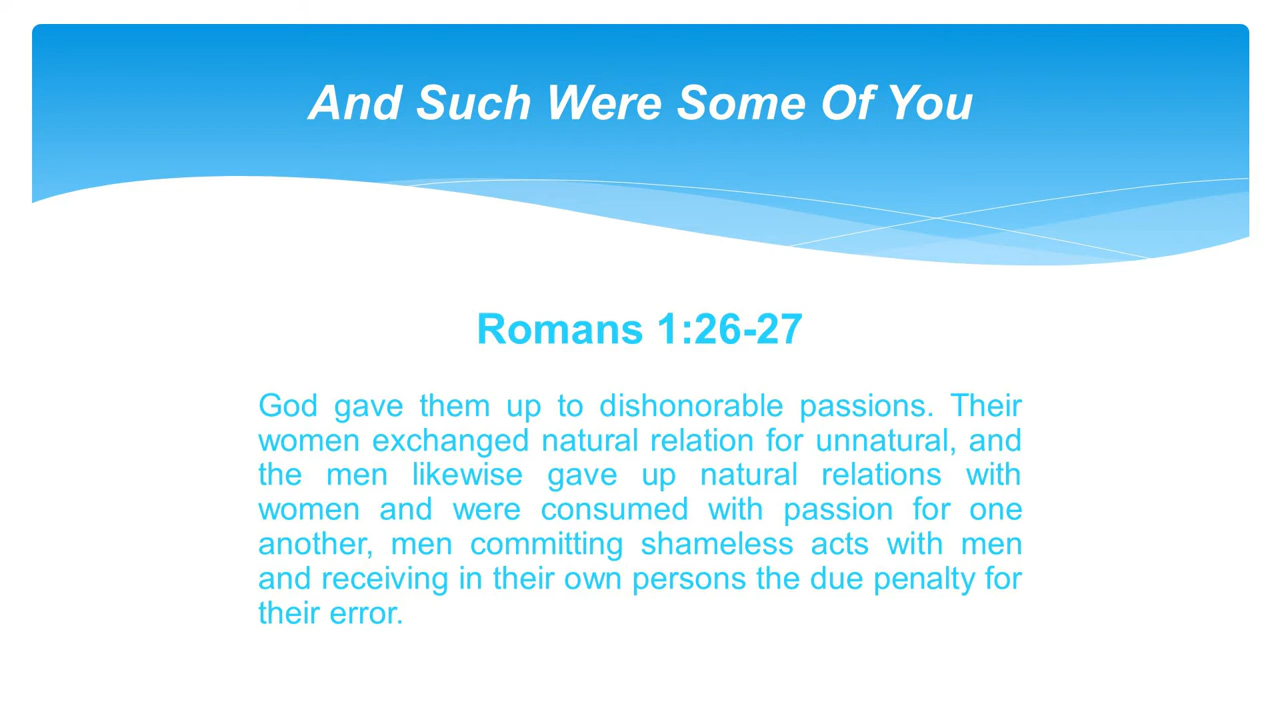 And Such Were Some Of You
Romans 1:26-27
God gave them up to dishonorable passions. Their
women exchanged natural relation for unnatural, and
the men likewise gave up natural relations with
women and were consumed with passion for one
another, men committing shameless acts with men
and receiving in their own persons the due penalty for
their error.